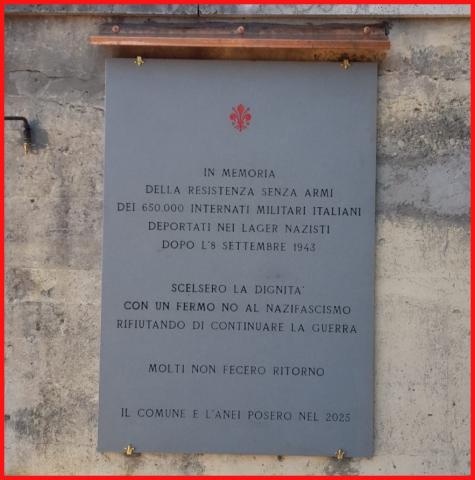 IN MEMORIA
DELLA RESISTENZA SENZA ARMI
DEI 650.000 INTERNATI MILITARI ITALIANI
DEPORTATI NEI LAGER NAZISTI
DOPO L'8 SETTEMBRE 1943
SCELSERO LA DIGNITA'
CON UN FERMO NO AL NAZIFASCISMO
RIFIUTANDO DI CONTINUARE LA GUERRA
MOLTI NON FECERO RITORNO
IL COMUNE E L'ANEI POSERO NEL 2025